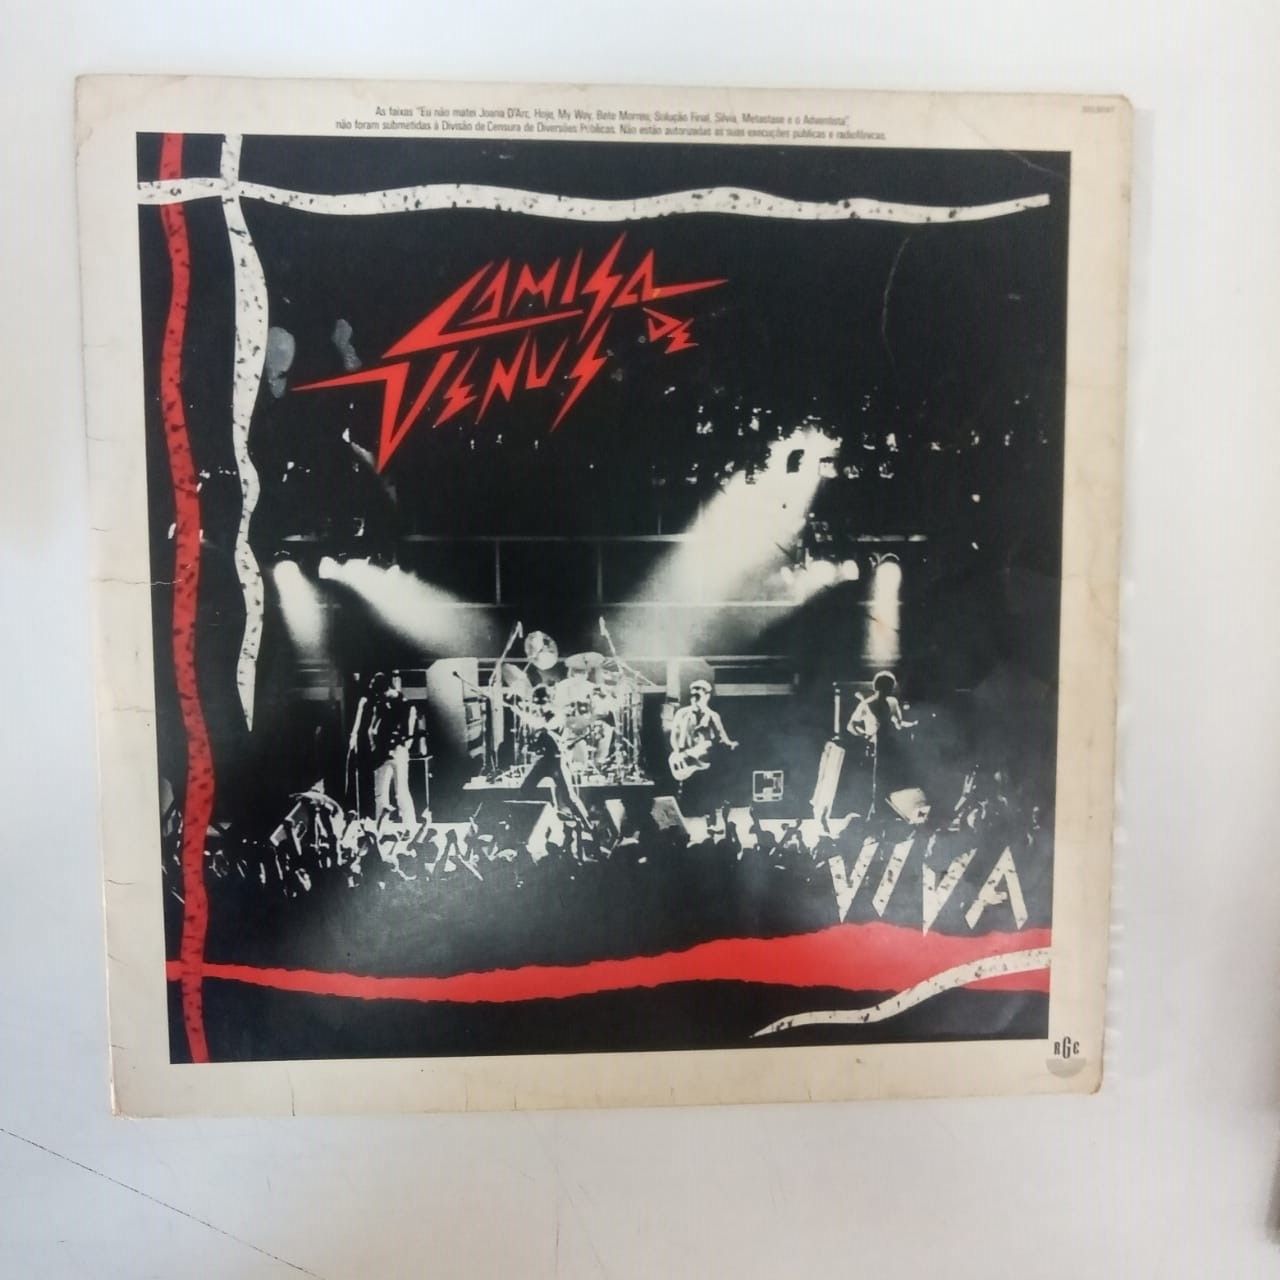 As faixas "Eu não matei Joana D'Arc, Hoje, My Way, Bete Morreu, Solução Final, Silvia, Metastase e o Adventista",
não foram submetidas à Divisão de Censura de Diversões Públicas. Não estão autorizadas as suas execuções públicas e radiofônicas.
CAMISA
DE
VENUS
VIVA
RGE